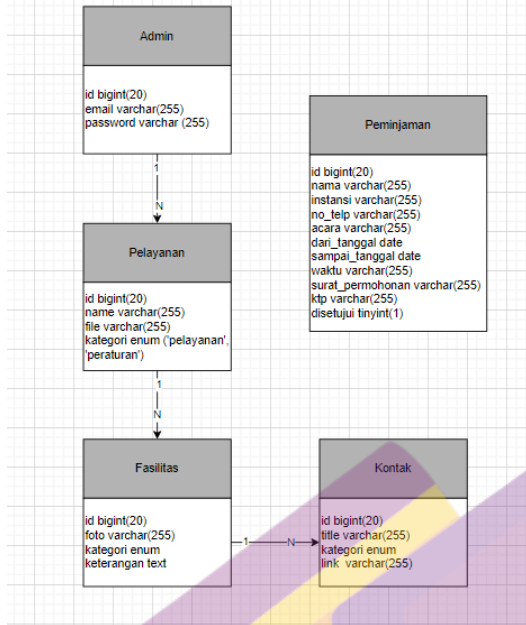 Admin
id bigint(20)
email varchar(255)
password varchar (255)
1
N
Pelayanan
id bigint(20)
name varchar(255)
file varchar(255)
kategori enum ('pelayanan',
'peraturan')
1
N
Fasilitas
id bigint(20)
foto varchar(255)
kategori enum
keterangan text
1
N
Kontak
id bigint(20)
title varchar(255)
kategori enum
link varchar(255)
Peminjaman
id bigint(20)
nama varchar(255)
instansi varchar(255)
no_telp varchar(255)
acara varchar(255)
dari_tanggal date
sampai_tanggal date
waktu varchar(255)
surat_permohonan varchar(255)
ktp varchar(255)
disetujui tinyint(1)